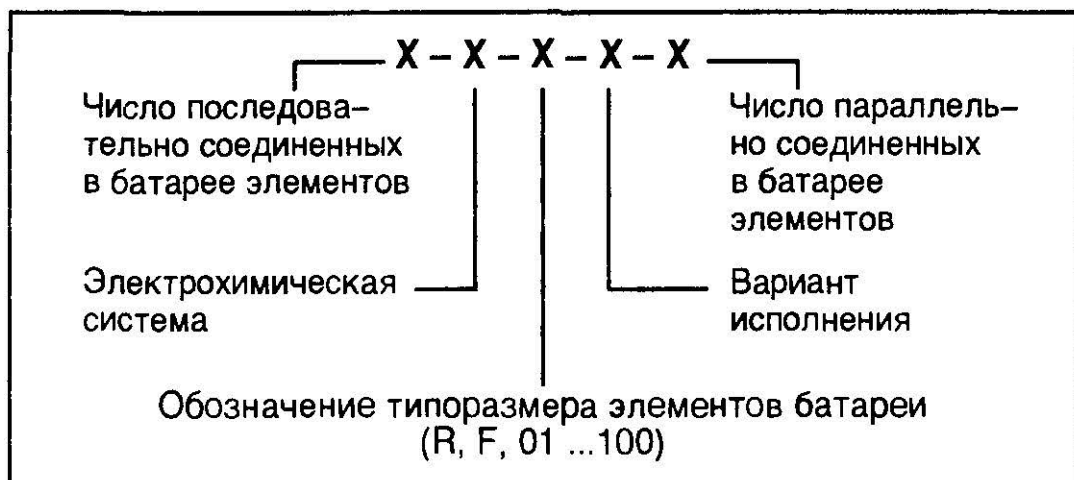 X – X – X – X – X
Число последова–
тельно соединенных
в батарее элементов
Число параллель–
но соединенных
в батарее
элементов
Электрохимическая
система
Вариант
исполнения
Обозначение типоразмера элементов батареи
(R, F, 01 ...100)